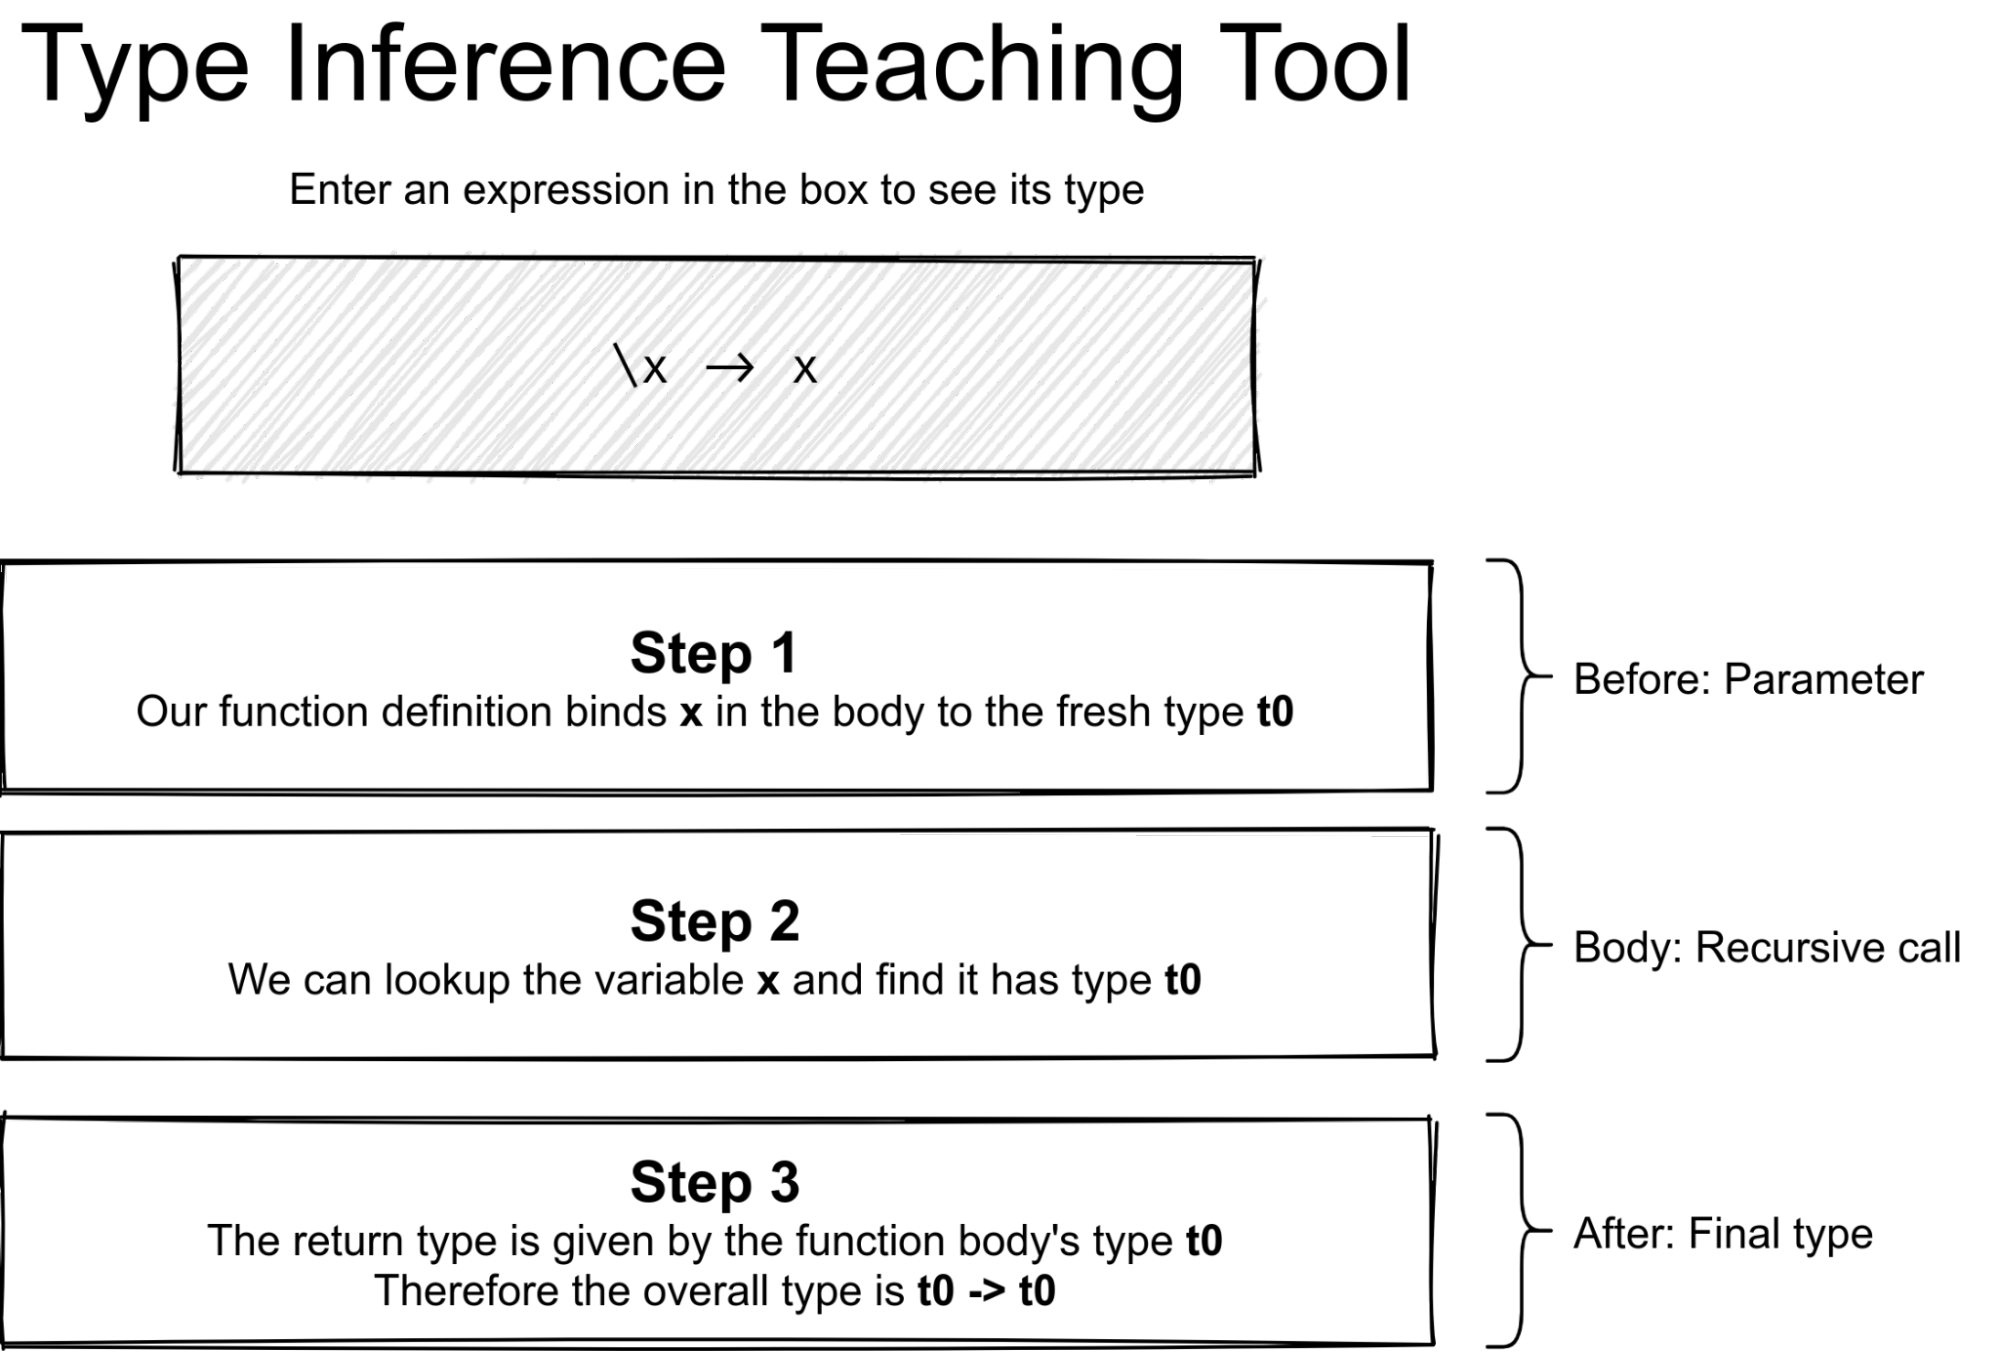 Type Inference Teaching Tool
Enter an expression in the box to see its type
\x → x
Step 1
Our function definition binds x in the body to the fresh type t0
Before: Parameter
Step 2
We can lookup the variable x and find it has type t0
Body: Recursive call
Step 3
The return type is given by the function body's type t0
Therefore the overall type is t0 -> t0
After: Final type